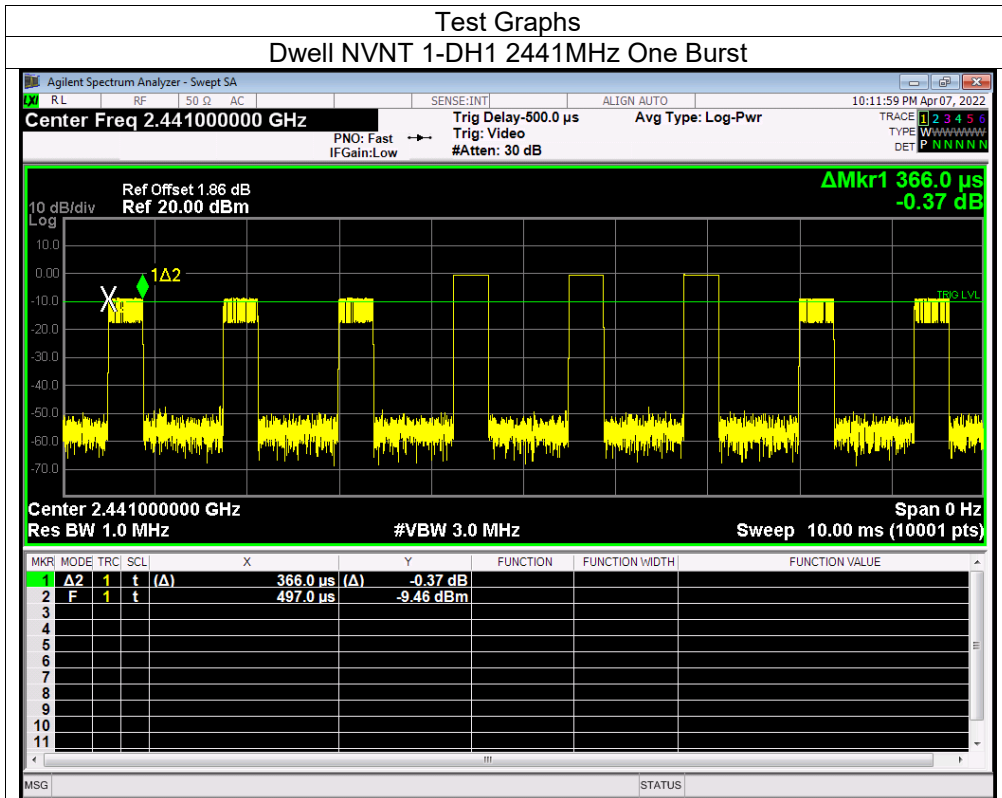 Test Graphs
Dwell NVNT 1-DH1 2441MHz One Burst
Agilent Spectrum Analyzer - Swept SA
LXI RL RF 50 Ω AC SENSE:INT ALIGN AUTO 10:11:59 PM Apr 07, 2022
Center Freq 2.441000000 GHz Trig Delay-500.0 µs Avg Type: Log-Pwr TRACE 1 2 3 4 5 6
PNO: Fast Trig: Video TYPE WWWWWW
IFGain:Low #Atten: 30 dB DET P N N N N N
ΔMkr1 366.0 µs
Ref Offset 1.86 dB
10 dB/div Ref 20.00 dBm -0.37 dB
Log
10.0
0.00 1Δ2
-10.0 TRIG LVL
-20.0
-30.0
-40.0
-50.0
-60.0
-70.0
Center 2.441000000 GHz Span 0 Hz
Res BW 1.0 MHz #VBW 3.0 MHz Sweep 10.00 ms (10001 pts)
MKR MODE TRC SCL X Y FUNCTION FUNCTION WIDTH FUNCTION VALUE
1 Δ2 1 t (Δ) 366.0 µs (Δ) -0.37 dB
2 F 1 t 497.0 µs -9.46 dBm
3
4
5
6
7
8
9
10
11
MSG STATUS